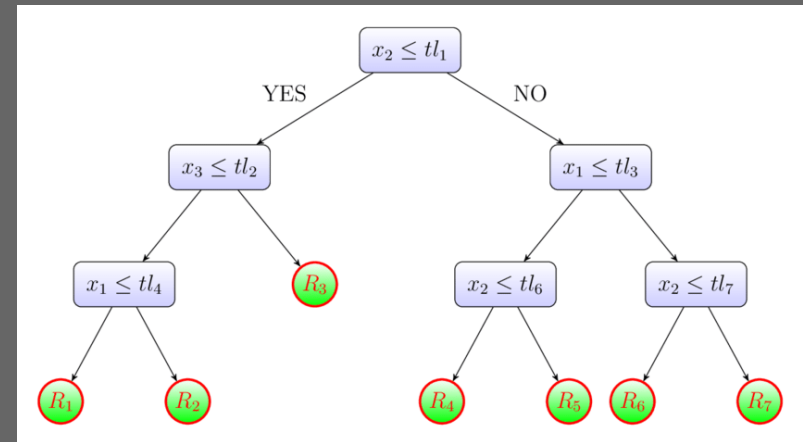 x₂ ≤ tl₁
YES NO
x₃ ≤ tl₂ x₁ ≤ tl₃
x₁ ≤ tl₄ R₃ x₂ ≤ tl₆ x₂ ≤ tl₇
R₁ R₂ R₄ R₅ R₆ R₇